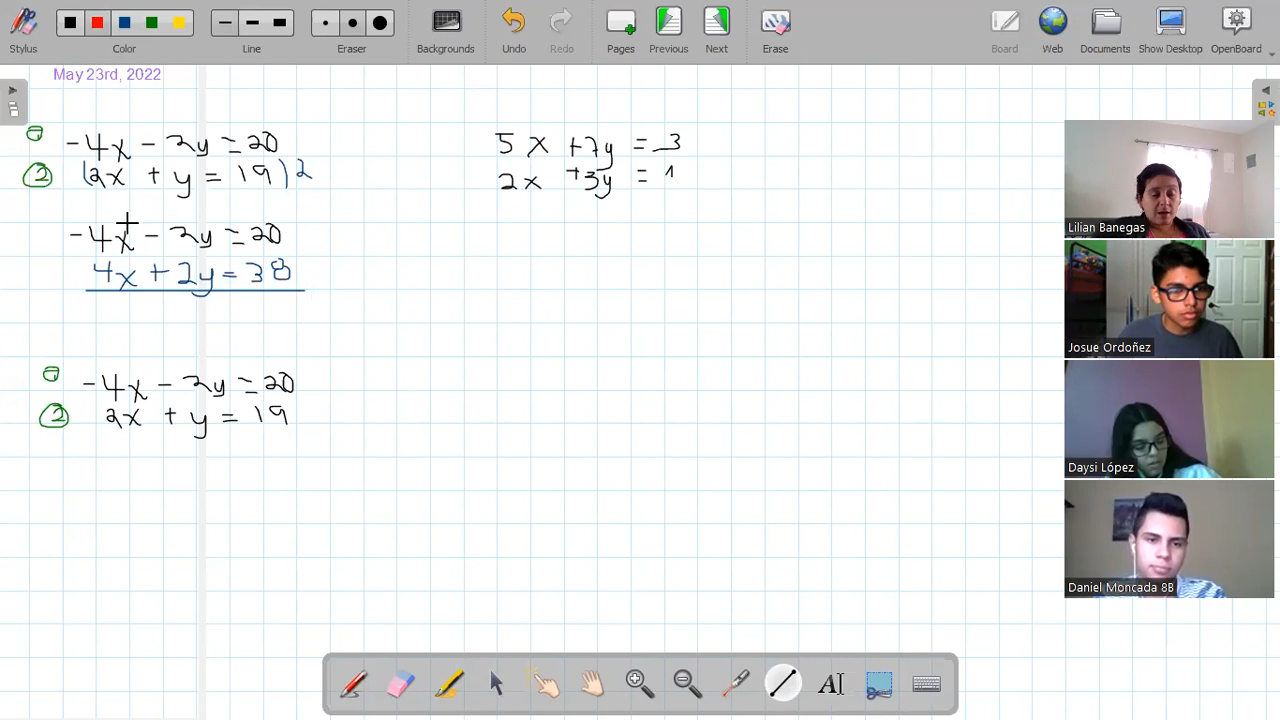 Stylus
Color
Line
Eraser
Backgrounds
Undo
Redo
Pages
Previous
Next
Erase
Board
Web
Documents
Show Desktop
OpenBoard
May 23rd, 2022
① -4x - 2y = 20
② (2x + y = 19)2
-4x - 2y = 20
4x + 2y = 38
① -4x - 2y = 20
② 2x + y = 19
5x + 7y = 3
2x + 3y = 1
Lilian Banegas
Josue Ordoñez
Daysi López
Daniel Moncada 8B
AI